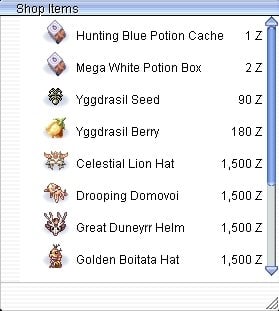 Shop Items
Hunting Blue Potion Cache 1 Z
Mega White Potion Box 2 Z
Yggdrasil Seed 90 Z
Yggdrasil Berry 180 Z
Celestial Lion Hat 1,500 Z
Drooping Domovoi 1,500 Z
Great Duneyrr Helm 1,500 Z
Golden Boitata Hat 1,500 Z